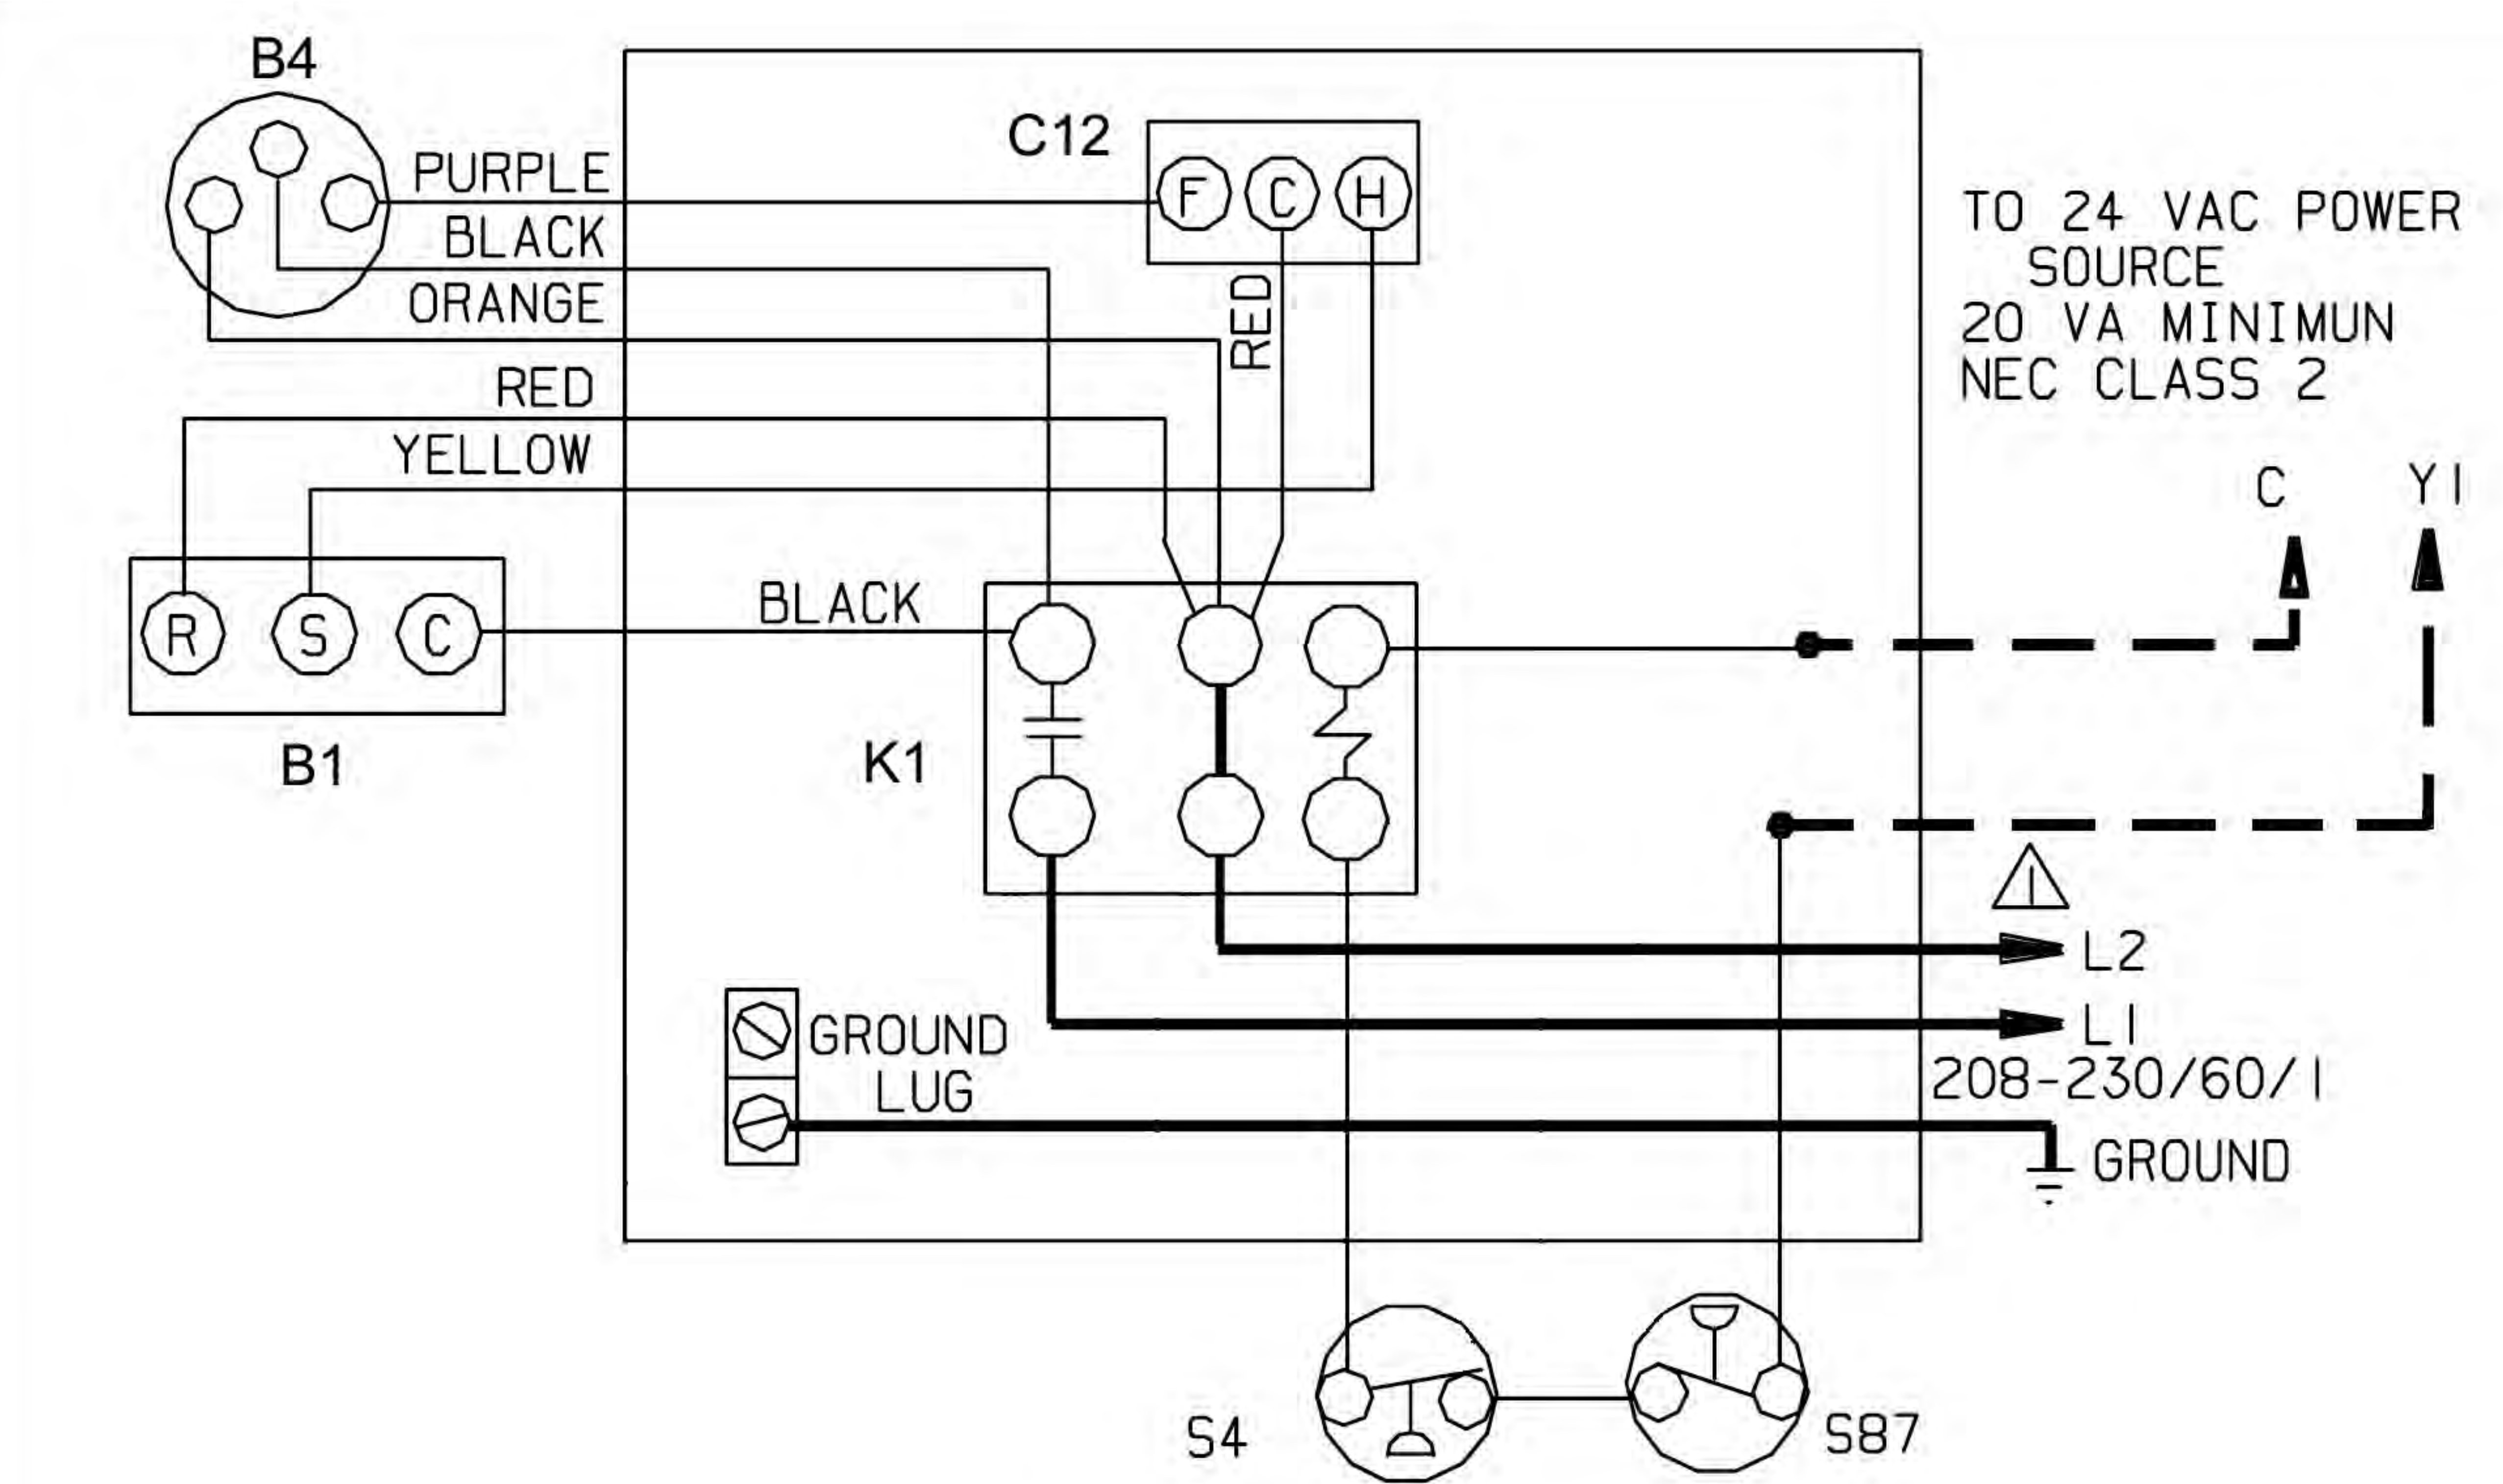 B4
PURPLE
BLACK
ORANGE
RED
YELLOW
C12
F C H
RED
TO 24 VAC POWER
SOURCE
20 VA MINIMUN
NEC CLASS 2
C Y1
R S C
B1
BLACK
K1
1
L2
L1
208-230/60/1
GROUND
LUG
GROUND
S4
S87